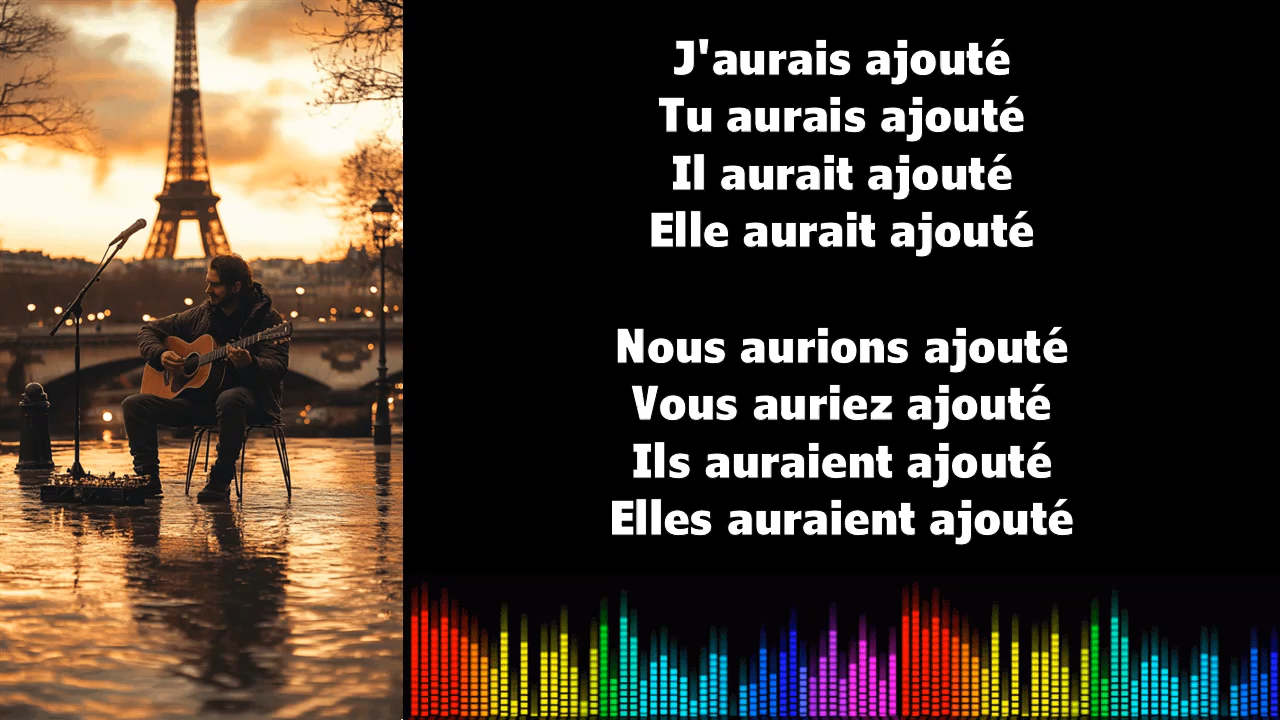 J'aurais ajouté
Tu aurais ajouté
Il aurait ajouté
Elle aurait ajouté
Nous aurions ajouté
Vous auriez ajouté
Ils auraient ajouté
Elles auraient ajouté